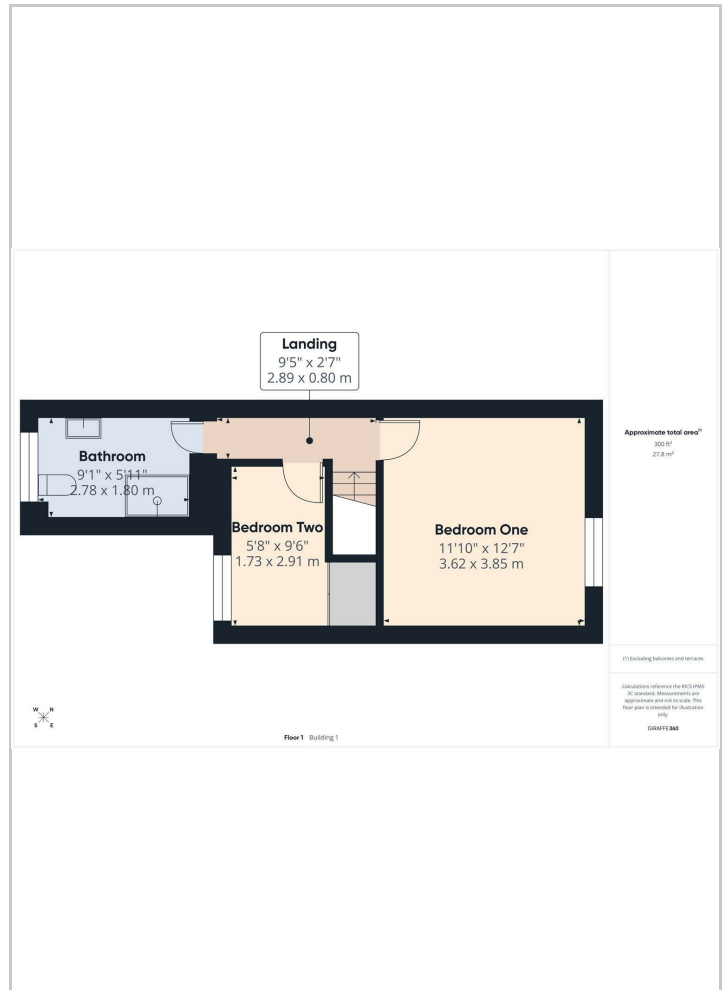 Landing
9'5" x 2'7"
2.89 x 0.80 m
Bathroom
9'1" x 5'11"
2.78 x 1.80 m
Bedroom Two
5'8" x 9'6"
1.73 x 2.91 m
Bedroom One
11'10" x 12'7"
3.62 x 3.85 m
Approximate total area(1)
300 ft²
27.8 m²
(1) Excluding balconies and terraces
Calculations reference the RICS IPMS
3C standard. Measurements are
approximate and not to scale. This
floor plan is intended for illustration
only.
GIRAFFE360
W N
S E
Floor 1 Building 1